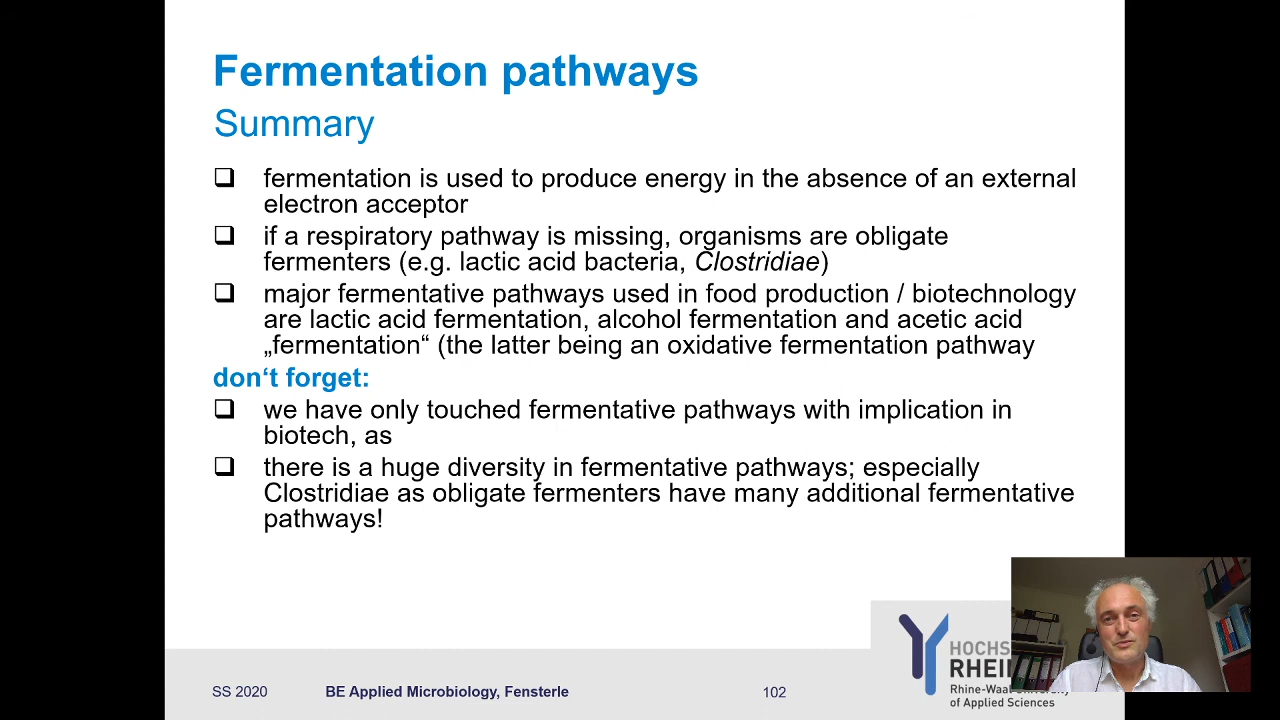 Fermentation pathways
Summary
fermentation is used to produce energy in the absence of an external
electron acceptor
if a respiratory pathway is missing, organisms are obligate
fermenters (e.g. lactic acid bacteria, Clostridiae)
major fermentative pathways used in food production / biotechnology
are lactic acid fermentation, alcohol fermentation and acetic acid
„fermentation“ (the latter being an oxidative fermentation pathway
don‘t forget:
we have only touched fermentative pathways with implication in
biotech, as
there is a huge diversity in fermentative pathways; especially
Clostridiae as obligate fermenters have many additional fermentative
pathways!
HOCHS
RHEI
Rhine-Waal University
of Applied Sciences
SS 2020
BE Applied Microbiology, Fensterle
102